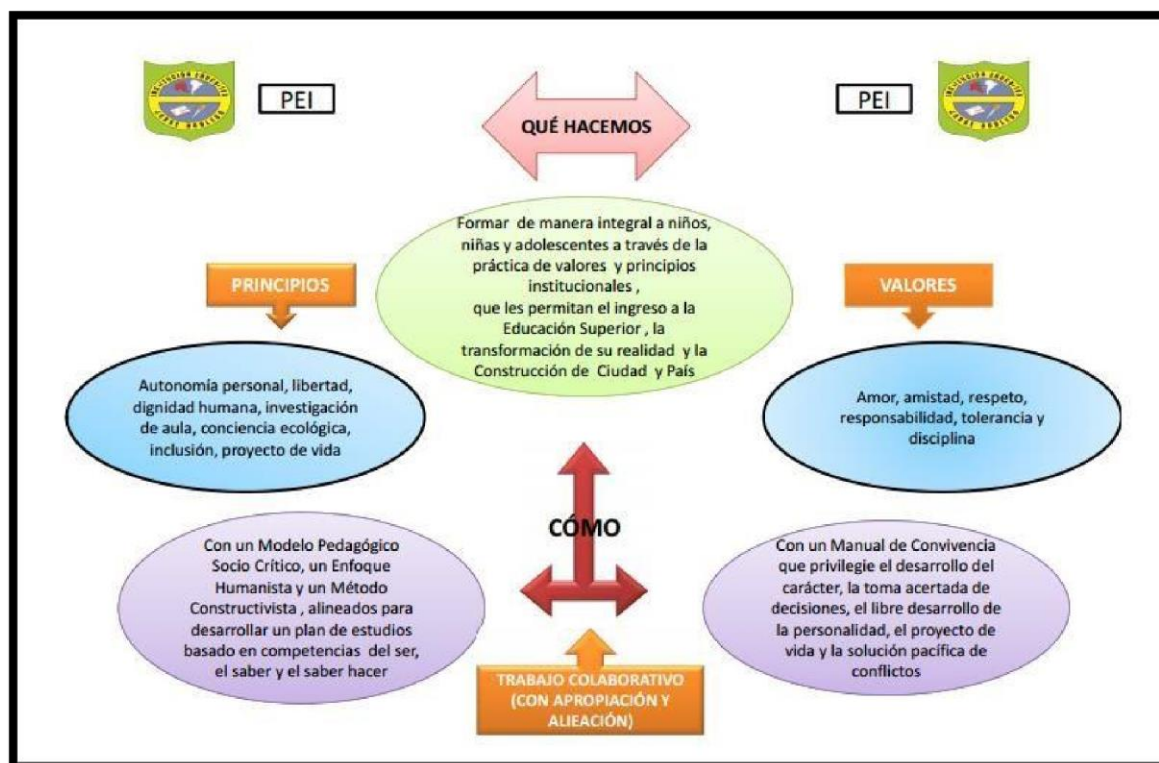 PEI
PEI
QUÉ HACEMOS
Formar de manera integral a niños,
niñas y adolescentes a través de la
práctica de valores y principios
institucionales ,
que les permitan el ingreso a la
Educación Superior , la
transformación de su realidad y la
Construcción de Ciudad y País
PRINCIPIOS
VALORES
Autonomía personal, libertad,
dignidad humana, investigación
de aula, conciencia ecológica,
inclusión, proyecto de vida
Amor, amistad, respeto,
responsabilidad, tolerancia y
disciplina
CÓMO
Con un Modelo Pedagógico
Socio Crítico, un Enfoque
Humanista y un Método
Constructivista , alineados para
desarrollar un plan de estudios
basado en competencias del ser,
el saber y el saber hacer
Con un Manual de Convivencia
que privilegie el desarrollo del
carácter, la toma acertada de
decisiones, el libre desarrollo de
la personalidad, el proyecto de
vida y la solución pacífica de
conflictos
TRABAJO COLABORATIVO
(CON APROPIACIÓN Y
ALIEACIÓN)